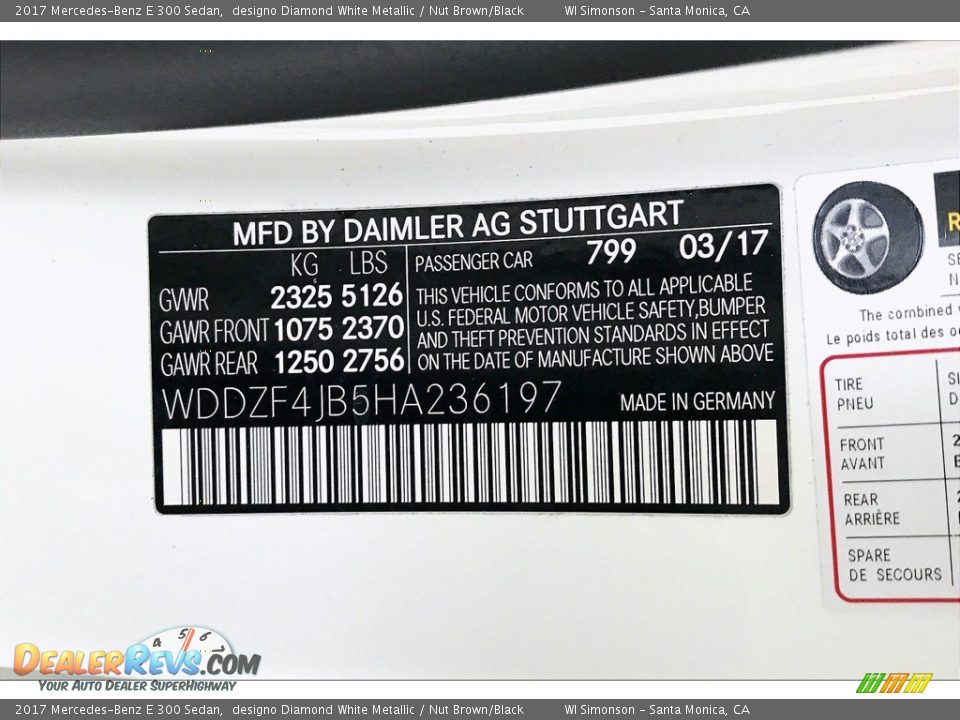 2017 Mercedes-Benz E 300 Sedan, designo Diamond White Metallic / Nut Brown/Black WI Simonson - Santa Monica, CA
MFD BY DAIMLER AG STUTTGART
KG LBS
GVWR 2325 5126
GAWR FRONT 1075 2370
GAWR REAR 1250 2756
PASSENGER CAR 799 03/17
THIS VEHICLE CONFORMS TO ALL APPLICABLE
U.S. FEDERAL MOTOR VEHICLE SAFETY,BUMPER
AND THEFT PREVENTION STANDARDS IN EFFECT
ON THE DATE OF MANUFACTURE SHOWN ABOVE
WDDZF4JB5HA236197 MADE IN GERMANY
The combined
Le poids total des
TIRE
PNEU
FRONT
AVANT
REAR
ARRIÈRE
SPARE
DE SECOURS
4 5 6 7
DEALERREVS.COM
YOUR AUTO DEALER SUPERHIGHWAY
2017 Mercedes-Benz E 300 Sedan, designo Diamond White Metallic / Nut Brown/Black WI Simonson - Santa Monica, CA